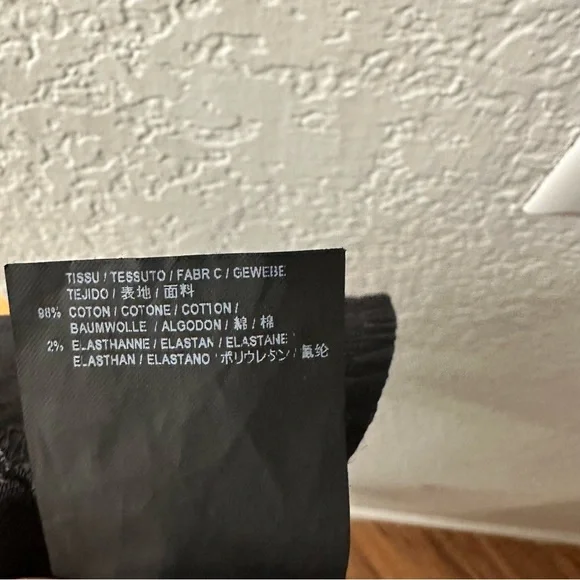 TISSU / TESSUTO / FABR C / GEWEBE
TEJIDO / 表地 / 面料
98% COTON / COTONE / COTTON /
BAUMWOLLE / ALGODON / 綿 / 棉
2% ELASTHANNE / ELASTAN / ELASTANE
ELASTHAN / ELASTANO / ポリウレタン / 氨纶